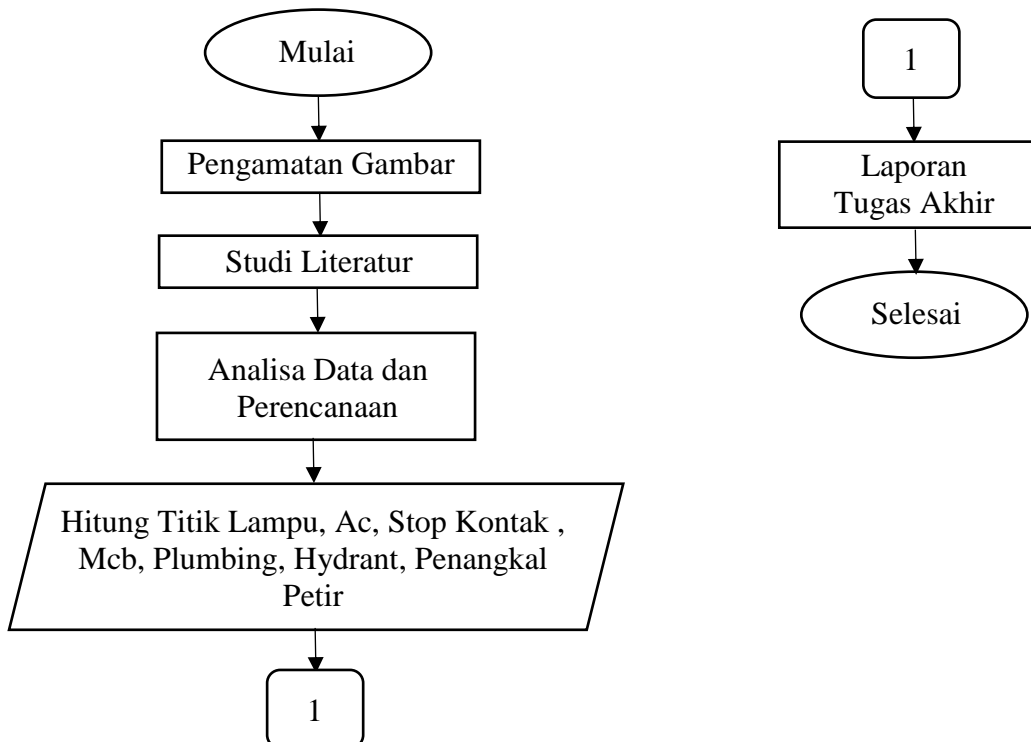 Mulai
Pengamatan Gambar
Studi Literatur
Analisa Data dan
Perencanaan
Hitung Titik Lampu, Ac, Stop Kontak ,
Mcb, Plumbing, Hydrant, Penangkal
Petir
1
1
Laporan
Tugas Akhir
Selesai